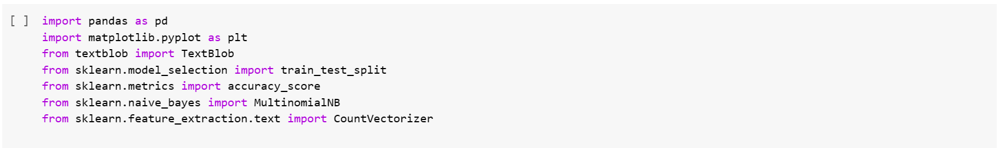 [ ] import pandas as pd
import matplotlib.pyplot as plt
from textblob import TextBlob
from sklearn.model_selection import train_test_split
from sklearn.metrics import accuracy_score
from sklearn.naive_bayes import MultinomialNB
from sklearn.feature_extraction.text import CountVectorizer